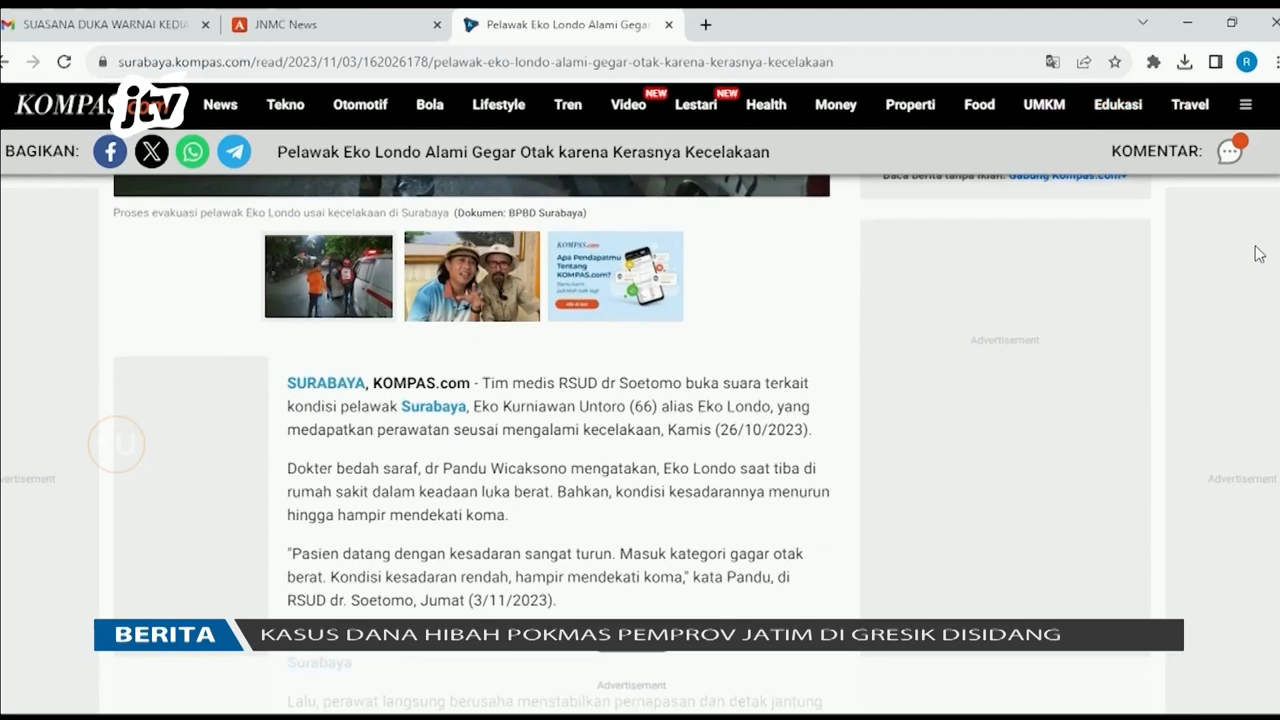 SUASANA DUKA WARNAI KEDIA
JNMC News
Pelawak Eko Londo Alami Gegar
surabaya.kompas.com/read/2023/11/03/162026178/pelawak-eko-londo-alami-gegar-otak-karena-kerasnya-kecelakaan
R
KOMPAS.com
jtv
News Tekno Otomotif Bola Lifestyle Tren Video NEW Lestari NEW Health Money Properti Food UMKM Edukasi Travel
BAGIKAN: Pelawak Eko Londo Alami Gegar Otak karena Kerasnya Kecelakaan KOMENTAR:
Baca berita tanpa iklan. Gabung Kompas.com+
Proses evakuasi pelawak Eko Londo usai kecelakaan di Surabaya (Dokumen: BPBD Surabaya)
KOMPAS.com
Apa Pendapatmu
Tentang
KOMPAS.com?
Advertisement
SURABAYA, KOMPAS.com - Tim medis RSUD dr Soetomo buka suara terkait
kondisi pelawak Surabaya, Eko Kurniawan Untoro (66) alias Eko Londo, yang
medapatkan perawatan seusai mengalami kecelakaan, Kamis (26/10/2023).
Dokter bedah saraf, dr Pandu Wicaksono mengatakan, Eko Londo saat tiba di
rumah sakit dalam keadaan luka berat. Bahkan, kondisi kesadarannya menurun
hingga hampir mendekati koma.
vertisement
Advertisement
"Pasien datang dengan kesadaran sangat turun. Masuk kategori gagar otak
berat. Kondisi kesadaran rendah, hampir mendekati koma," kata Pandu, di
RSUD dr. Soetomo, Jumat (3/11/2023).
BERITA KASUS DANA HIBAH POKMAS PEMPROV JATIM DI GRESIK DISIDANG
Surabaya
Advertisement
Lalu, perawat langsung berusaha menstabilkan pernapasan dan detak jantung